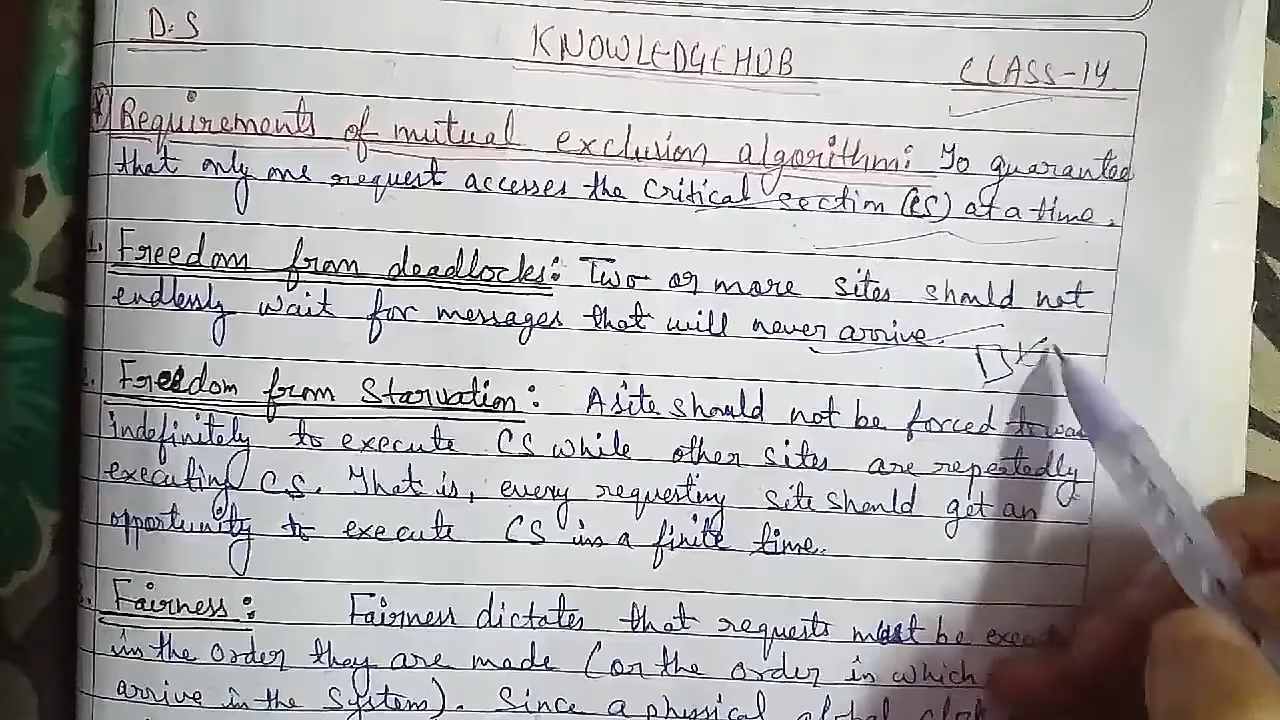 D.S KNOWLEDGEHUB CLASS-14
Requirements of mutual exclusion algorithm: To guaranted
that only one request accesses the critical section (CS) at a time.
1. Freedom from deadlocks: Two or more sites should not
endlessly wait for messages that will never arrive.
2. Freedom from Starvation: A site should not be forced to wai
indefinitely to execute CS while other sites are repeatedly
executing CS. That is, every requesting site should get an
opportunity to execute CS in a finite time.
3. Fairness: Fairness dictates that requests must be execu
in the order they are made (or the order in which
arrive in the system). Since a physical global clok